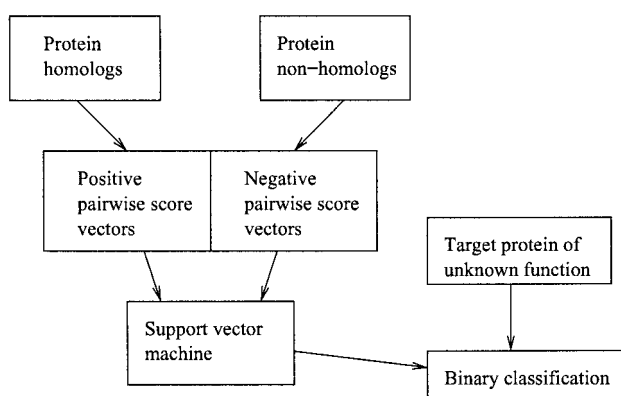 Protein
homologs
Protein
non−homologs
Positive
pairwise score
vectors
Negative
pairwise score
vectors
Target protein of
unknown function
Support vector
machine
Binary classification